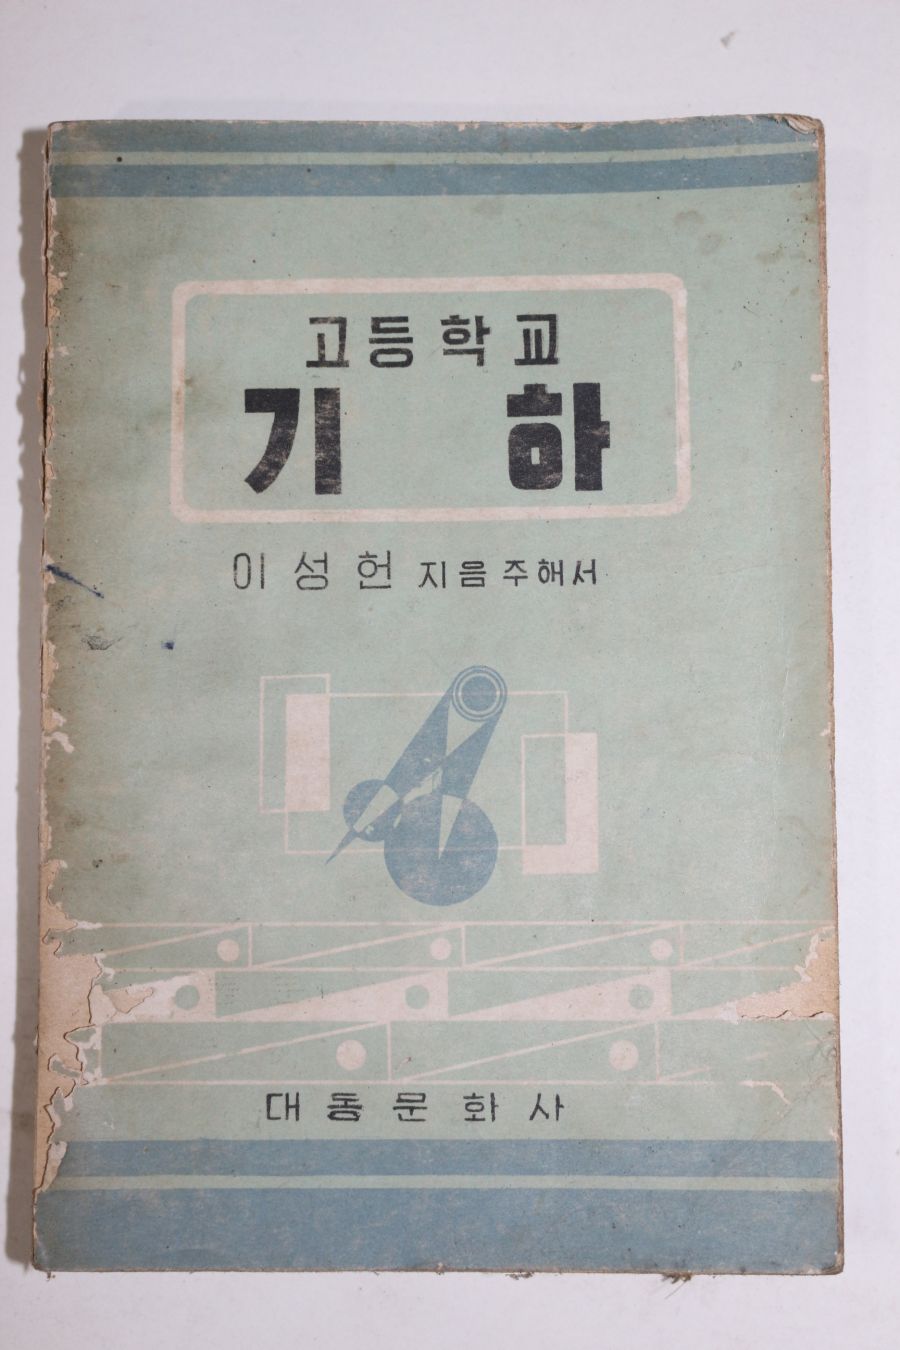 고등학교
기하
이성헌 지음 주해서
대동문화사